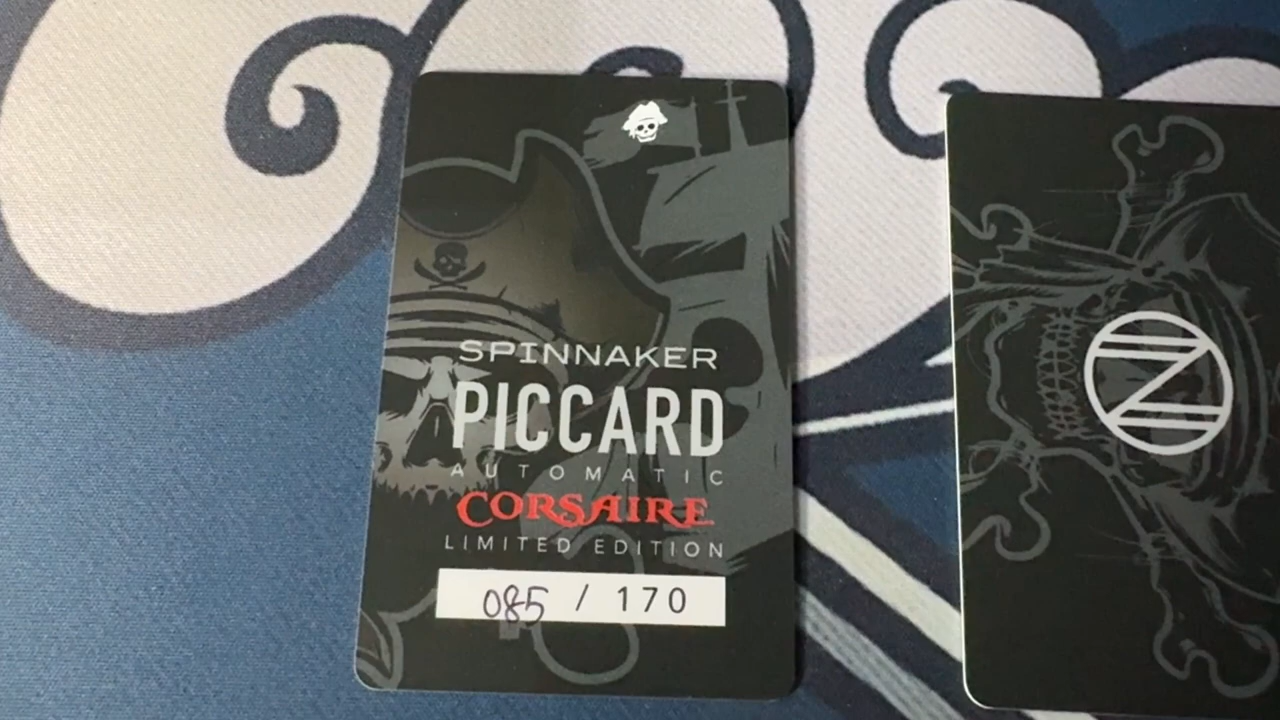 SPINNAKER
PICCARD
AUTOMATIC
CORSAIRE
LIMITED EDITION
085 / 170